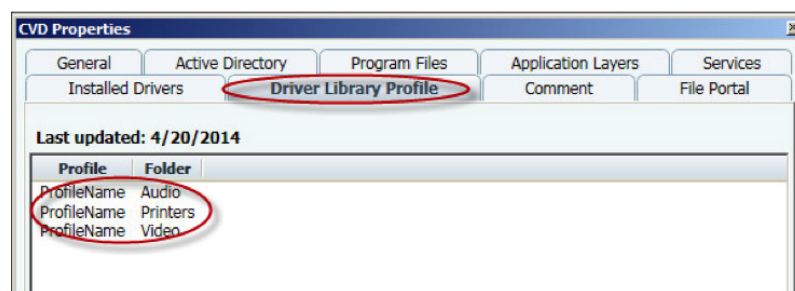 CVD Properties
General Active Directory Program Files Application Layers Services
Installed Drivers Driver Library Profile Comment File Portal
Last updated: 4/20/2014
Profile Folder
ProfileName Audio
ProfileName Printers
ProfileName Video